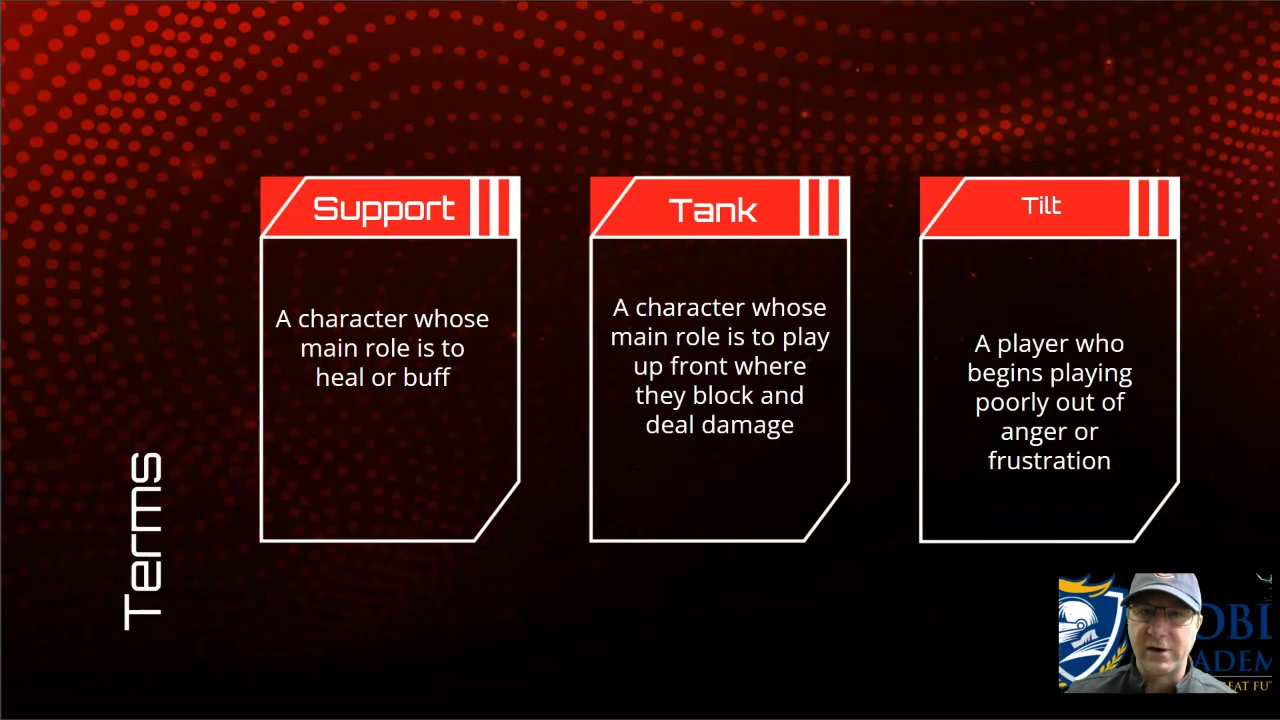 Support
A character whose
main role is to
heal or buff
Tank
A character whose
main role is to play
up front where
they block and
deal damage
Tilt
A player who
begins playing
poorly out of
anger or
frustration
Terms